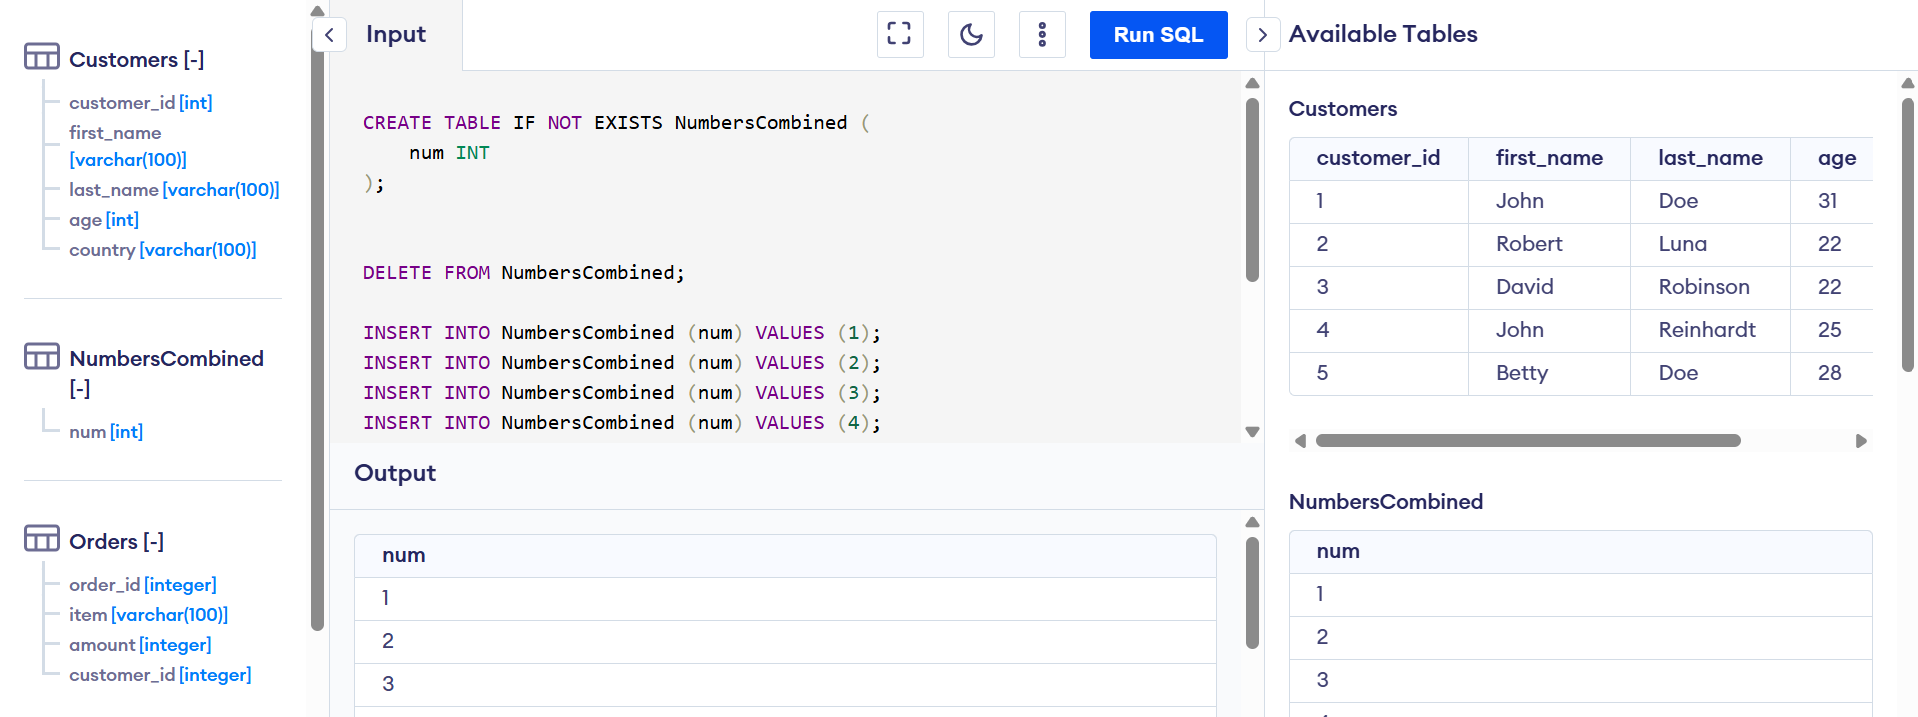 Customers [-]
customer_id [int]
first_name
[varchar(100)]
last_name [varchar(100)]
age [int]
country [varchar(100)]
NumbersCombined
[-]
num [int]
Orders [-]
order_id [integer]
item [varchar(100)]
amount [integer]
customer_id [integer]
Input
Run SQL
CREATE TABLE IF NOT EXISTS NumbersCombined (
    num INT
);
DELETE FROM NumbersCombined;
INSERT INTO NumbersCombined (num) VALUES (1);
INSERT INTO NumbersCombined (num) VALUES (2);
INSERT INTO NumbersCombined (num) VALUES (3);
INSERT INTO NumbersCombined (num) VALUES (4);
Output
num
1
2
3
Available Tables
Customers
customer_id first_name last_name age
1 John Doe 31
2 Robert Luna 22
3 David Robinson 22
4 John Reinhardt 25
5 Betty Doe 28
NumbersCombined
num
1
2
3